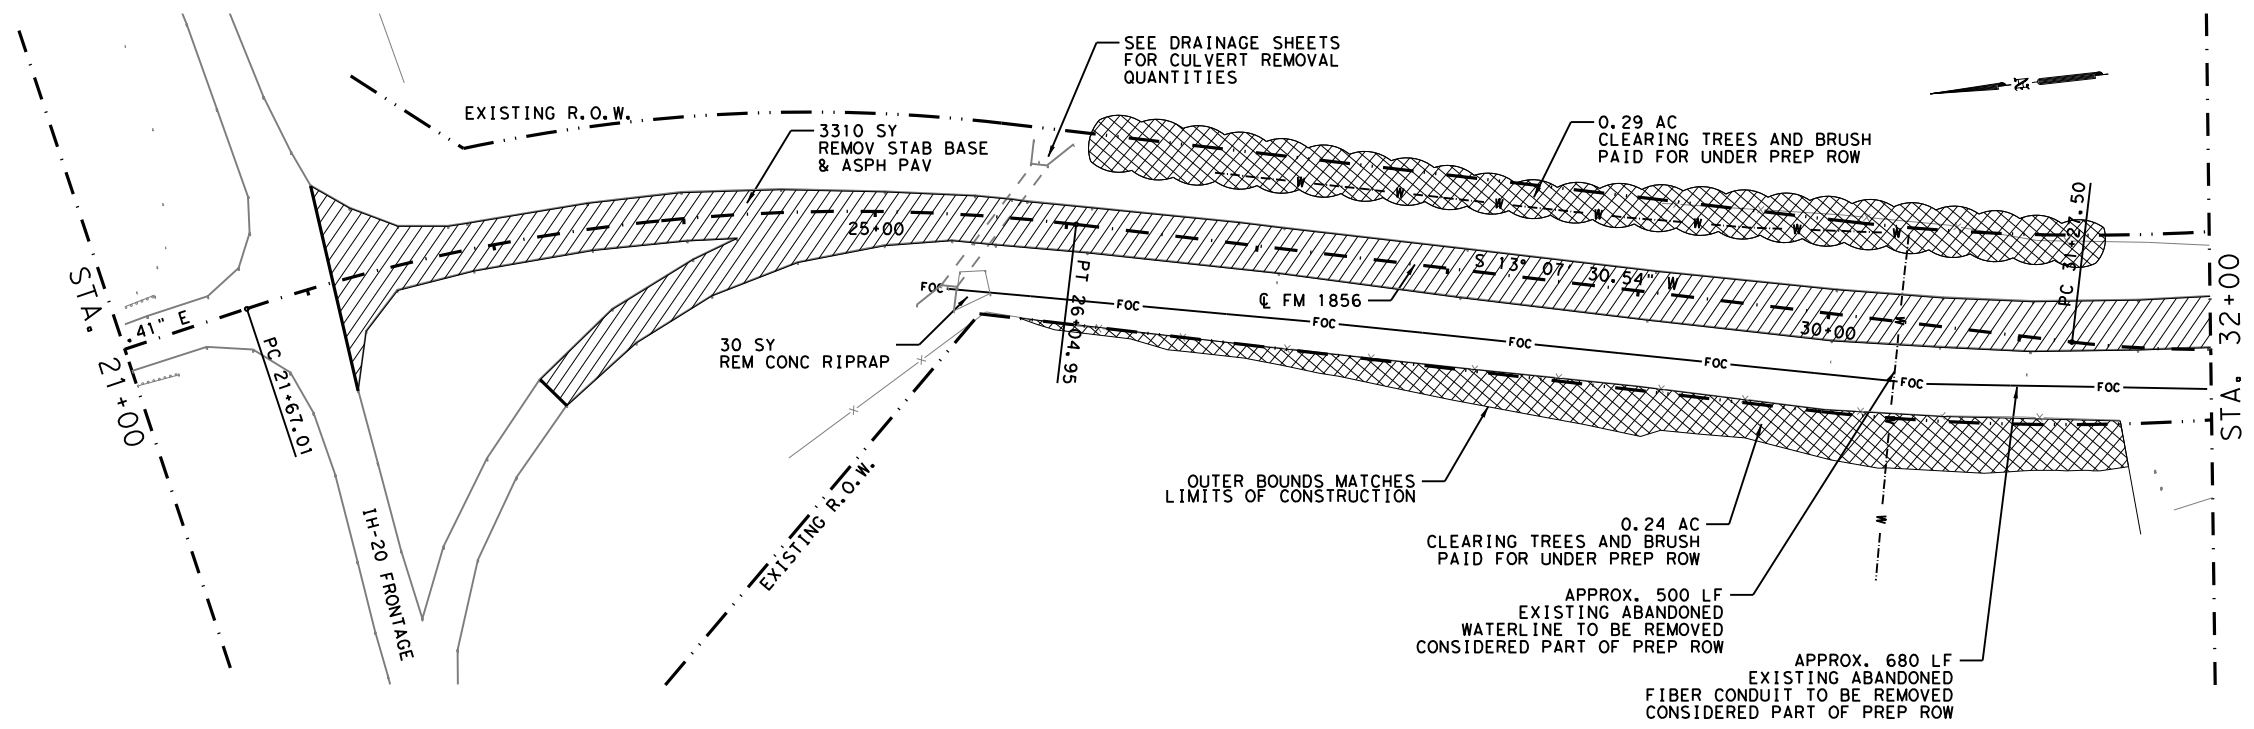 SEE DRAINAGE SHEETS
FOR CULVERT REMOVAL
QUANTITIES
EXISTING R.O.W.
3310 SY
REMOV STAB BASE
& ASPH PAV
0.29 AC
CLEARING TREES AND BRUSH
PAID FOR UNDER PREP ROW
N
W
W
W
W
W
W
W
25+00
S 13° 07' 30.54" W
℄ FM 1856
30+00
PC 31+27.50
STA. 32+00
STA. 21+00
41" E
PC 21+67.01
PT 26+04.95
FOC
FOC
FOC
FOC
FOC
FOC
FOC
W
W
W
30 SY
REM CONC RIPRAP
IH-20 FRONTAGE
EXISTING R.O.W.
OUTER BOUNDS MATCHES
LIMITS OF CONSTRUCTION
0.24 AC
CLEARING TREES AND BRUSH
PAID FOR UNDER PREP ROW
APPROX. 500 LF
EXISTING ABANDONED
WATERLINE TO BE REMOVED
CONSIDERED PART OF PREP ROW
APPROX. 680 LF
EXISTING ABANDONED
FIBER CONDUIT TO BE REMOVED
CONSIDERED PART OF PREP ROW